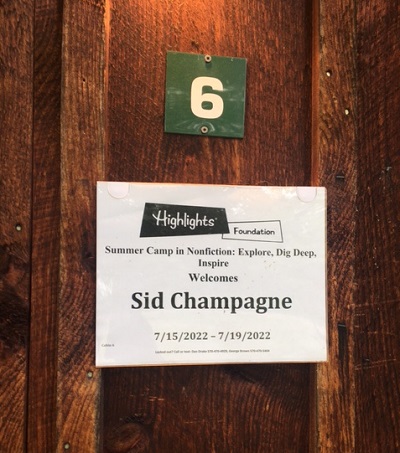 6
Highlights
Foundation
Summer Camp in Nonfiction: Explore, Dig Deep,
Inspire
Welcomes
Sid Champagne
7/15/2022 – 7/19/2022